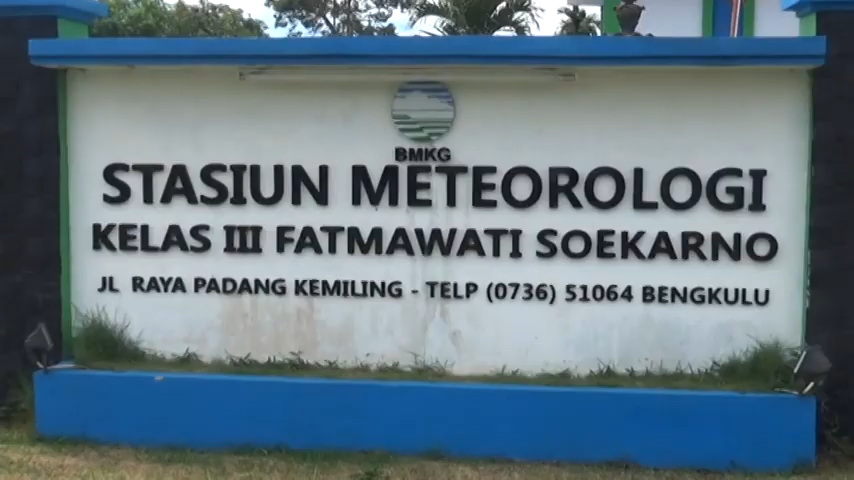 BMKG
STASIUN METEOROLOGI
KELAS III FATMAWATI SOEKARNO
JL RAYA PADANG KEMILING - TELP (0736) 51064 BENGKULU